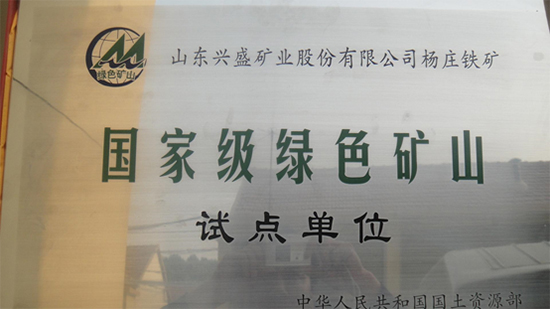 绿色矿山
山东兴盛矿业股份有限公司杨庄铁矿
国家级绿色矿山
试点单位
中华人民共和国国土资源部